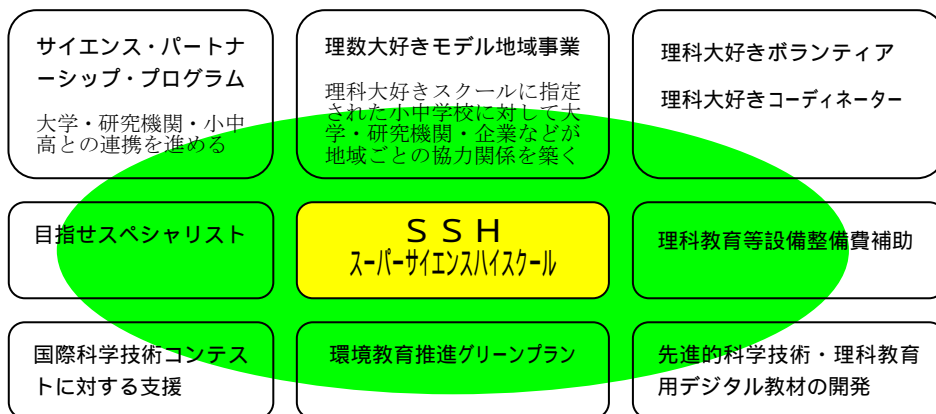 サイエンス・パートナ
ーシップ・プログラム
大学・研究機関・小中
高との連携を進める
理数大好きモデル地域事業
理科大好きスクールに指定
された小中学校に対して大
学・研究機関・企業などが
地域ごとの協力関係を築く
理科大好きボランティア
理科大好きコーディネーター
目指せスペシャリスト
ＳＳＨ
スーパーサイエンスハイスクール
理科教育等設備整備費補助
国際科学技術コンテス
トに対する支援
環境教育推進グリーンプラン
先進的科学技術・理科教育
用デジタル教材の開発